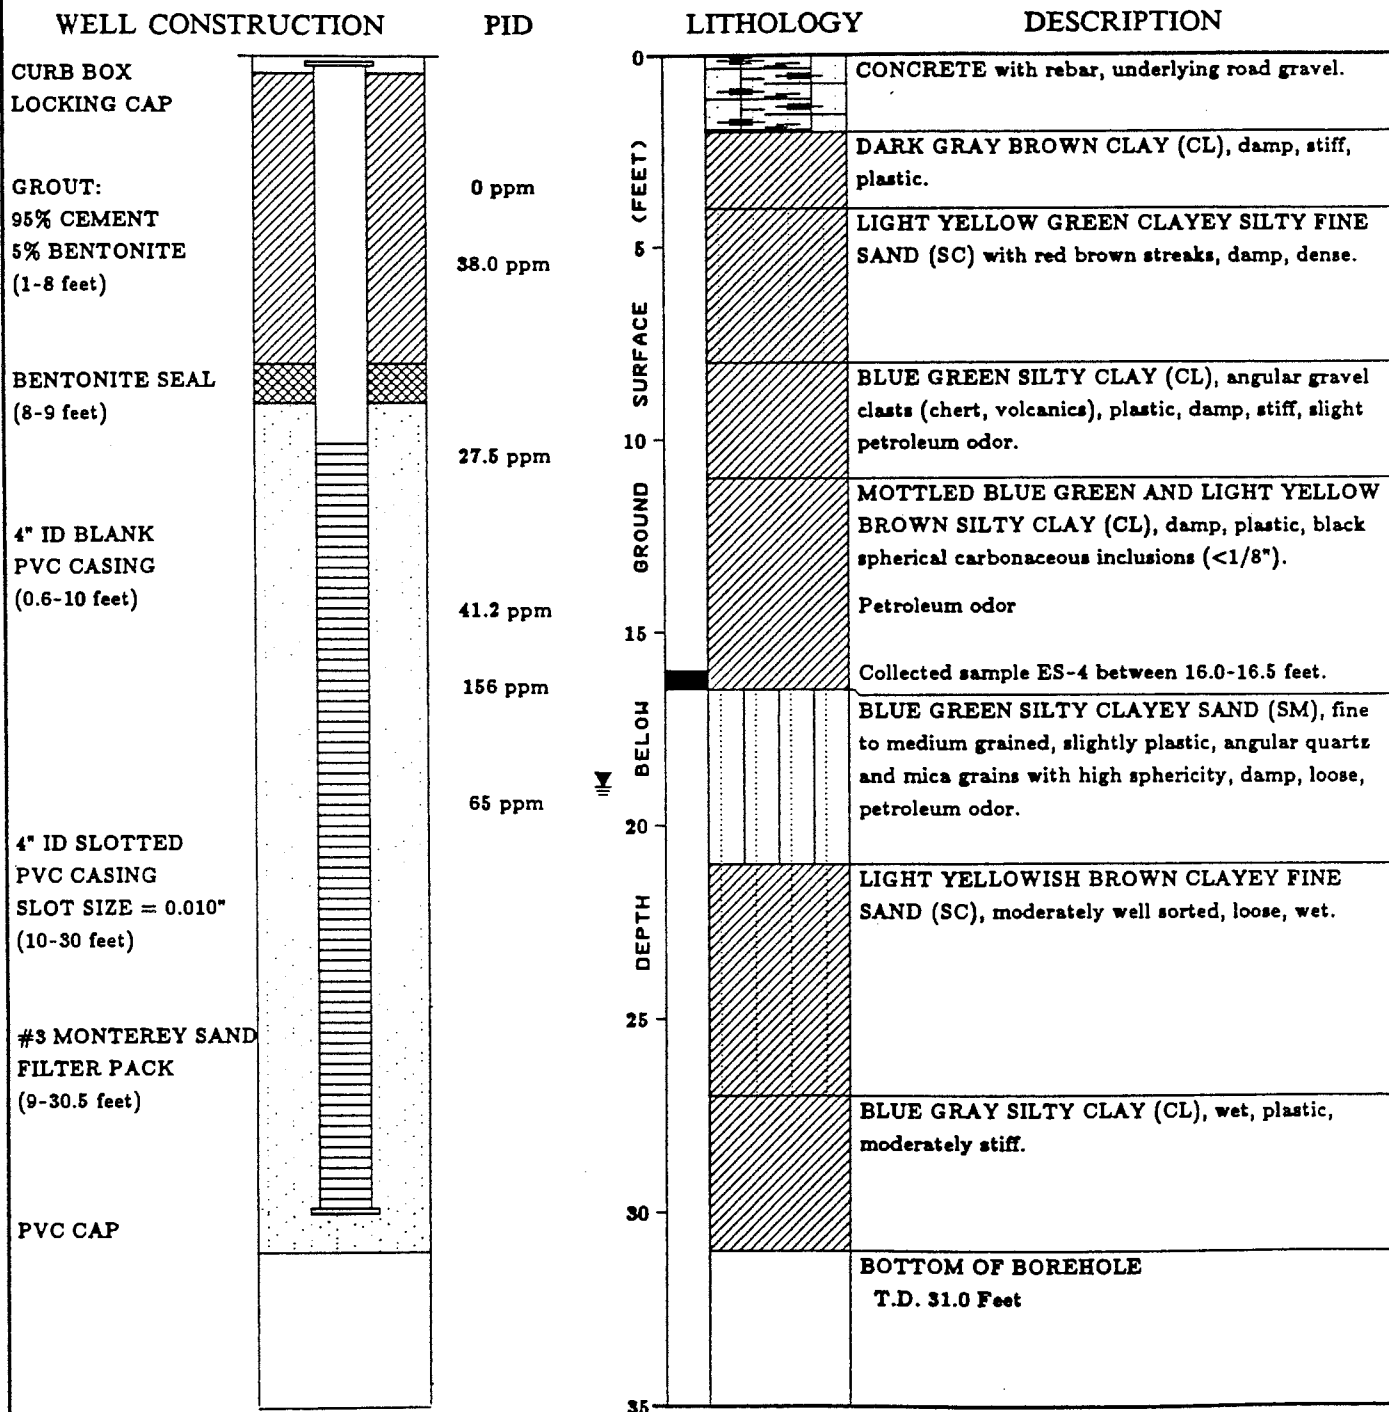 WELL CONSTRUCTION
PID
LITHOLOGY
DESCRIPTION
CURB BOX
LOCKING CAP
GROUT:
95% CEMENT
5% BENTONITE
(1-8 feet)
BENTONITE SEAL
(8-9 feet)
4" ID BLANK
PVC CASING
(0.6-10 feet)
4" ID SLOTTED
PVC CASING
SLOT SIZE = 0.010"
(10-30 feet)
#3 MONTEREY SAND
FILTER PACK
(9-30.5 feet)
PVC CAP
0 ppm
38.0 ppm
27.5 ppm
41.2 ppm
156 ppm
65 ppm
DEPTH BELOW GROUND SURFACE (FEET)
0
5
10
15
20
25
30
35
CONCRETE with rebar, underlying road gravel.
DARK GRAY BROWN CLAY (CL), damp, stiff,
plastic.
LIGHT YELLOW GREEN CLAYEY SILTY FINE
SAND (SC) with red brown streaks, damp, dense.
BLUE GREEN SILTY CLAY (CL), angular gravel
clasts (chert, volcanics), plastic, damp, stiff, slight
petroleum odor.
MOTTLED BLUE GREEN AND LIGHT YELLOW
BROWN SILTY CLAY (CL), damp, plastic, black
spherical carbonaceous inclusions (<1/8").
Petroleum odor
Collected sample ES-4 between 16.0-16.5 feet.
BLUE GREEN SILTY CLAYEY SAND (SM), fine
to medium grained, slightly plastic, angular quartz
and mica grains with high sphericity, damp, loose,
petroleum odor.
LIGHT YELLOWISH BROWN CLAYEY FINE
SAND (SC), moderately well sorted, loose, wet.
BLUE GRAY SILTY CLAY (CL), wet, plastic,
moderately stiff.
BOTTOM OF BOREHOLE
T.D. 31.0 Feet